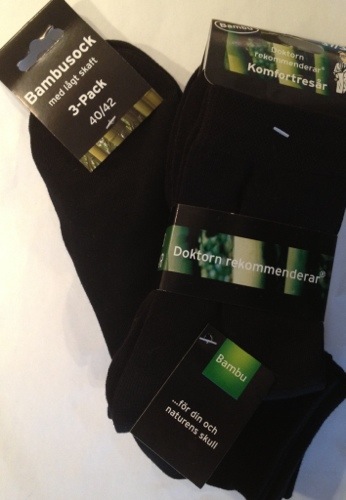 Bambusock
med lågt skaft
3-Pack
40/42
Bambu
Doktorn
rekommenderar®
Komfortresår
Doktorn rekommenderar®
Bambu
...för din och
naturens skull